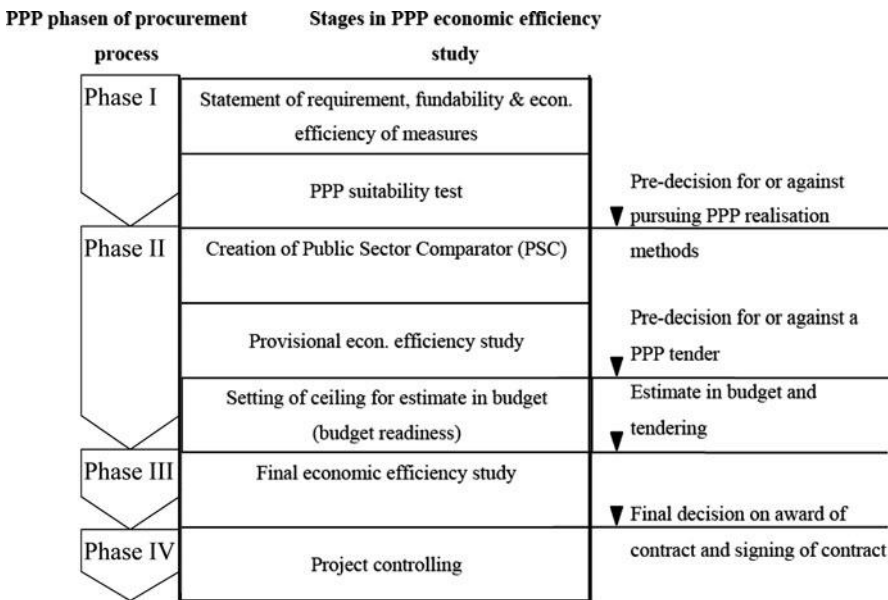 PPP phasen of procurement
process
Stages in PPP economic efficiency
study
Phase I
Statement of requirement, fundability & econ.
efficiency of measures
PPP suitability test
Pre-decision for or against
pursuing PPP realisation
methods
Phase II
Creation of Public Sector Comparator (PSC)
Provisional econ. efficiency study
Pre-decision for or against a
PPP tender
Setting of ceiling for estimate in budget
(budget readiness)
Estimate in budget and
tendering
Phase III
Final economic efficiency study
Final decision on award of
contract and signing of contract
Phase IV
Project controlling